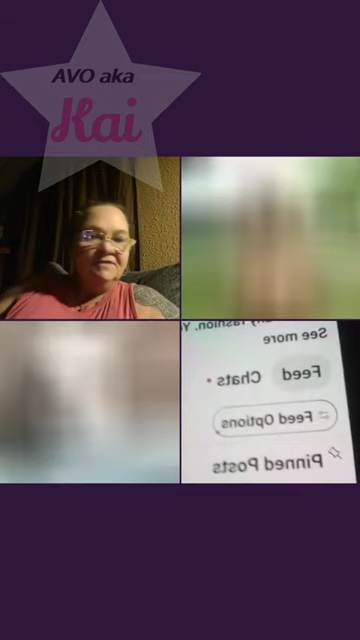 AVO aka
Kai
See more
Feed Chats
Feed Options
Pinned Posts